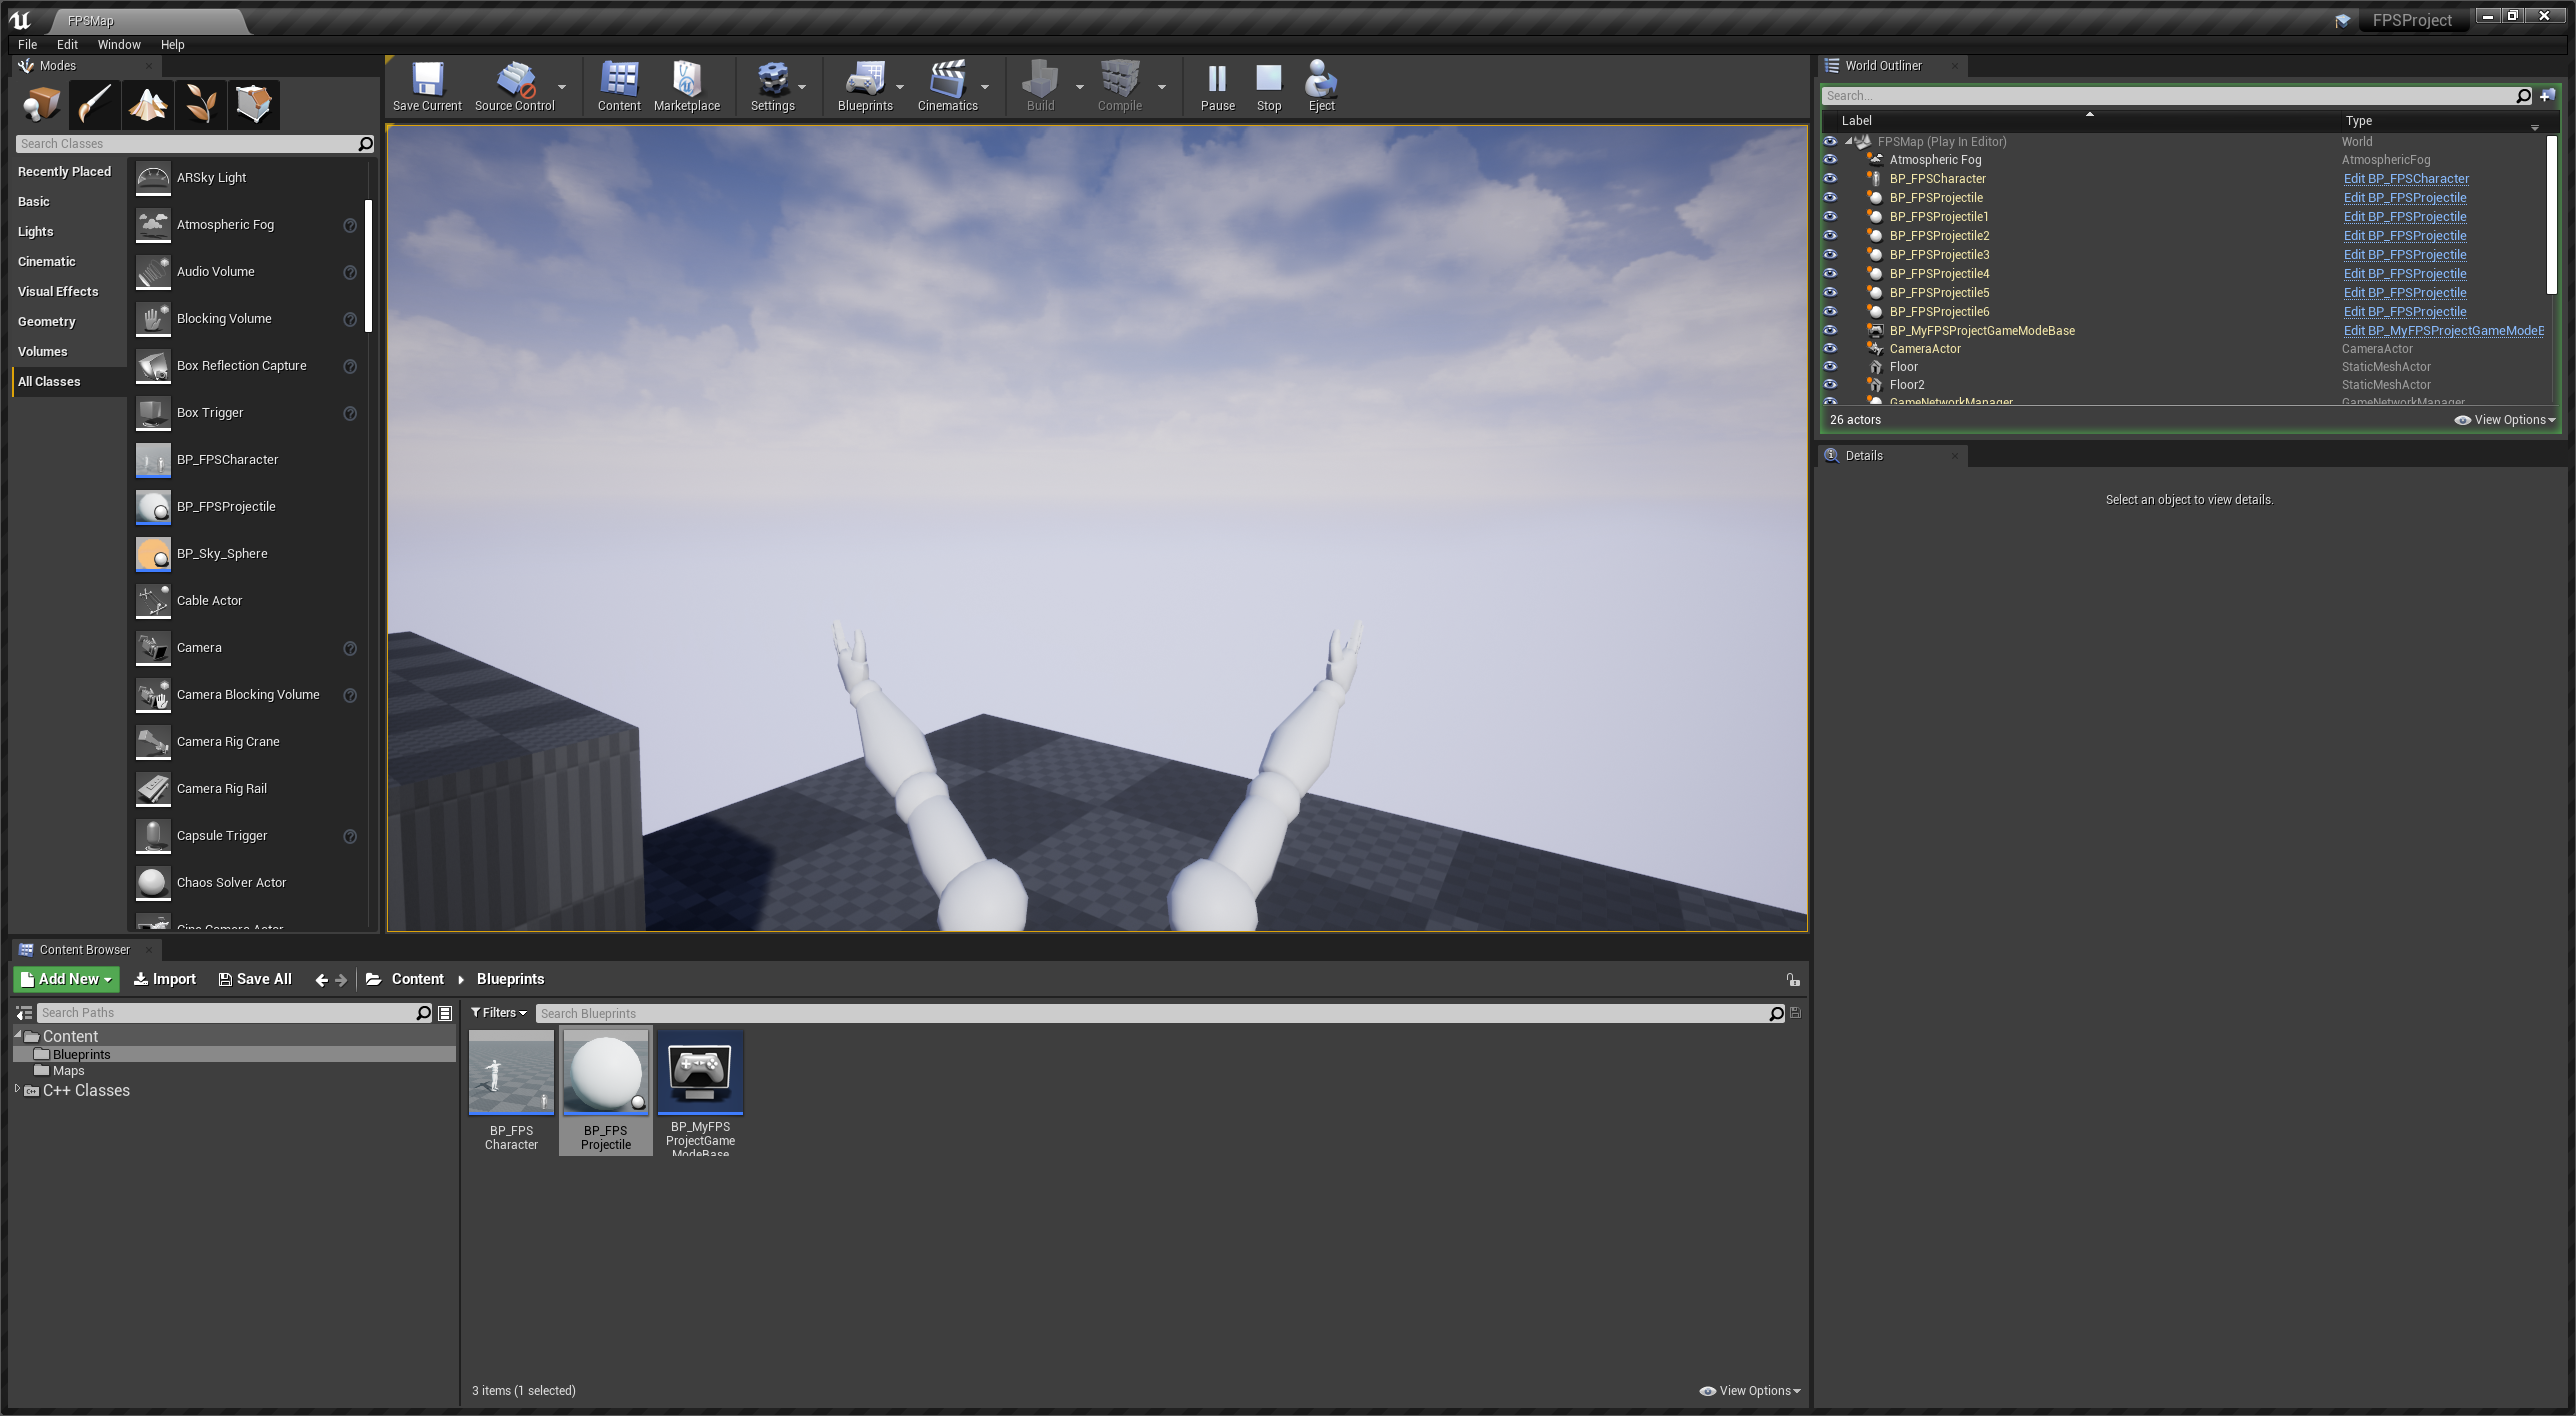 FPSMap
FPSProject
File Edit Window Help
Modes
Search Classes
Recently Placed
Basic
Lights
Cinematic
Visual Effects
Geometry
Volumes
All Classes
ARSky Light
Atmospheric Fog
Audio Volume
Blocking Volume
Box Reflection Capture
Box Trigger
BP_FPSCharacter
BP_FPSProjectile
BP_Sky_Sphere
Cable Actor
Camera
Camera Blocking Volume
Camera Rig Crane
Camera Rig Rail
Capsule Trigger
Chaos Solver Actor
Cine Camera Actor
Save Current Source Control Content Marketplace Settings Blueprints Cinematics Build Compile Pause Stop Eject
World Outliner
Search...
Label Type
FPSMap (Play In Editor) World
Atmospheric Fog AtmosphericFog
BP_FPSCharacter Edit BP_FPSCharacter
BP_FPSProjectile Edit BP_FPSProjectile
BP_FPSProjectile1 Edit BP_FPSProjectile
BP_FPSProjectile2 Edit BP_FPSProjectile
BP_FPSProjectile3 Edit BP_FPSProjectile
BP_FPSProjectile4 Edit BP_FPSProjectile
BP_FPSProjectile5 Edit BP_FPSProjectile
BP_FPSProjectile6 Edit BP_FPSProjectile
BP_MyFPSProjectGameModeBase Edit BP_MyFPSProjectGameModeB
CameraActor CameraActor
Floor StaticMeshActor
Floor2 StaticMeshActor
GameNetworkManager GameNetworkManager
26 actors View Options
Details
Select an object to view details.
Content Browser
Add New Import Save All Content Blueprints
Search Paths
Content
Blueprints
Maps
C++ Classes
Filters Search Blueprints
BP_FPS
Character
BP_FPS
Projectile
BP_MyFPS
ProjectGame
ModeBase
3 items (1 selected) View Options